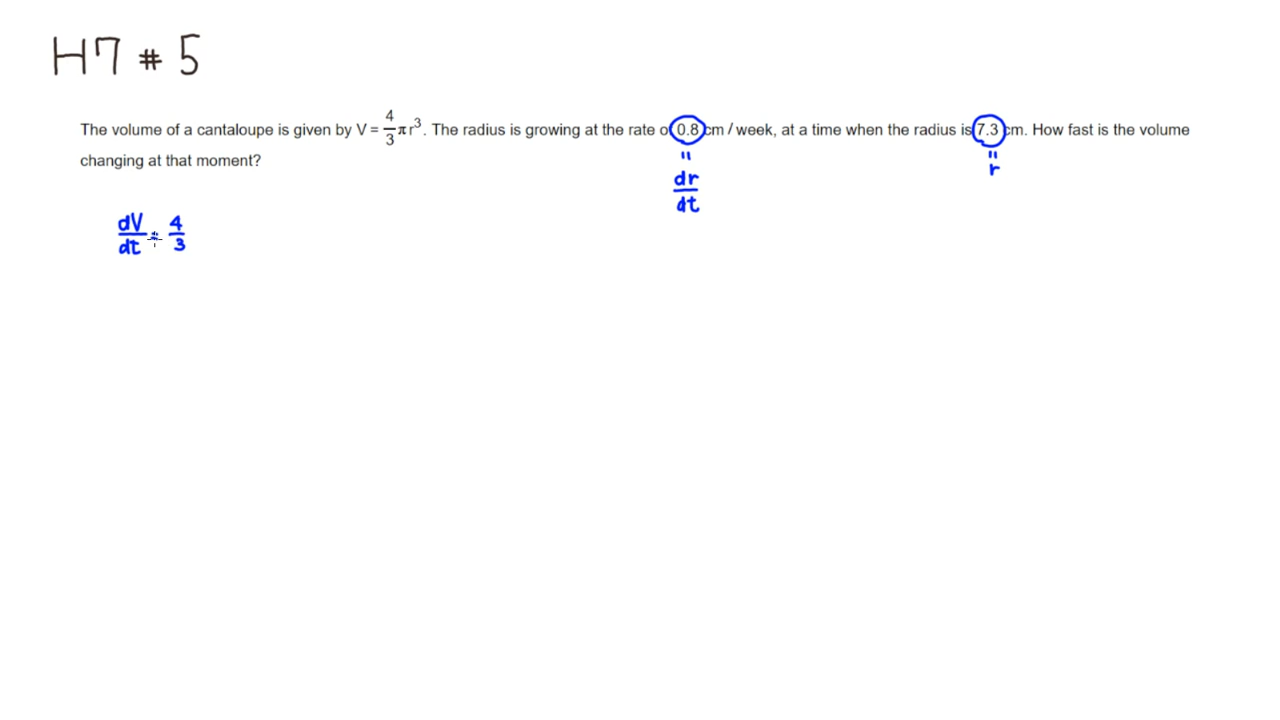 H7 # 5
The volume of a cantaloupe is given by V = 4/3 πr³. The radius is growing at the rate o 0.8 cm / week, at a time when the radius is 7.3 cm. How fast is the volume
changing at that moment?
= dr/dt
= r
dV/dt = 4/3